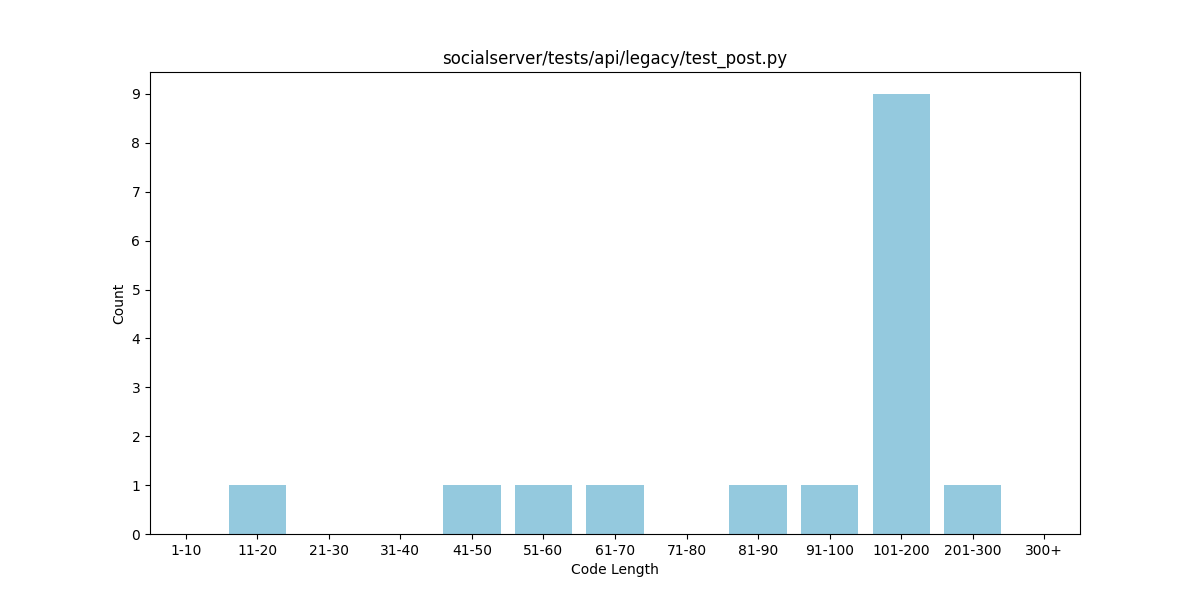 socialserver/tests/api/legacy/test_post.py
9
8
7
6
5
4
3
2
1
0
Count
1-10 11-20 21-30 31-40 41-50 51-60 61-70 71-80 81-90 91-100 101-200 201-300 300+
Code Length